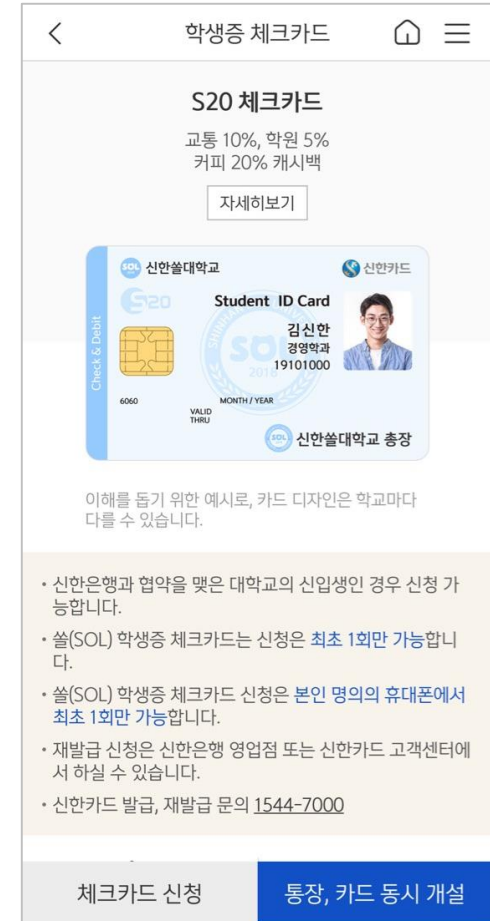 학생증 체크카드
S20 체크카드
교통 10%, 학원 5%
커피 20% 캐시백
자세히보기
SOL 신한쏠대학교
신한카드
S20
Student ID Card
Check & Debit
김신한
경영학과
19101000
SOL
2018
6060
MONTH / YEAR
VALID
THRU
SOL 신한쏠대학교 총장
이해를 돕기 위한 예시로, 카드 디자인은 학교마다
다를 수 있습니다.
• 신한은행과 협약을 맺은 대학교의 신입생인 경우 신청 가
능합니다.
• 쏠(SOL) 학생증 체크카드는 신청은 최초 1회만 가능합니
다.
• 쏠(SOL) 학생증 체크카드 신청은 본인 명의의 휴대폰에서
최초 1회만 가능합니다.
• 재발급 신청은 신한은행 영업점 또는 신한카드 고객센터에
서 하실 수 있습니다.
• 신한카드 발급, 재발급 문의 1544-7000
체크카드 신청
통장, 카드 동시 개설